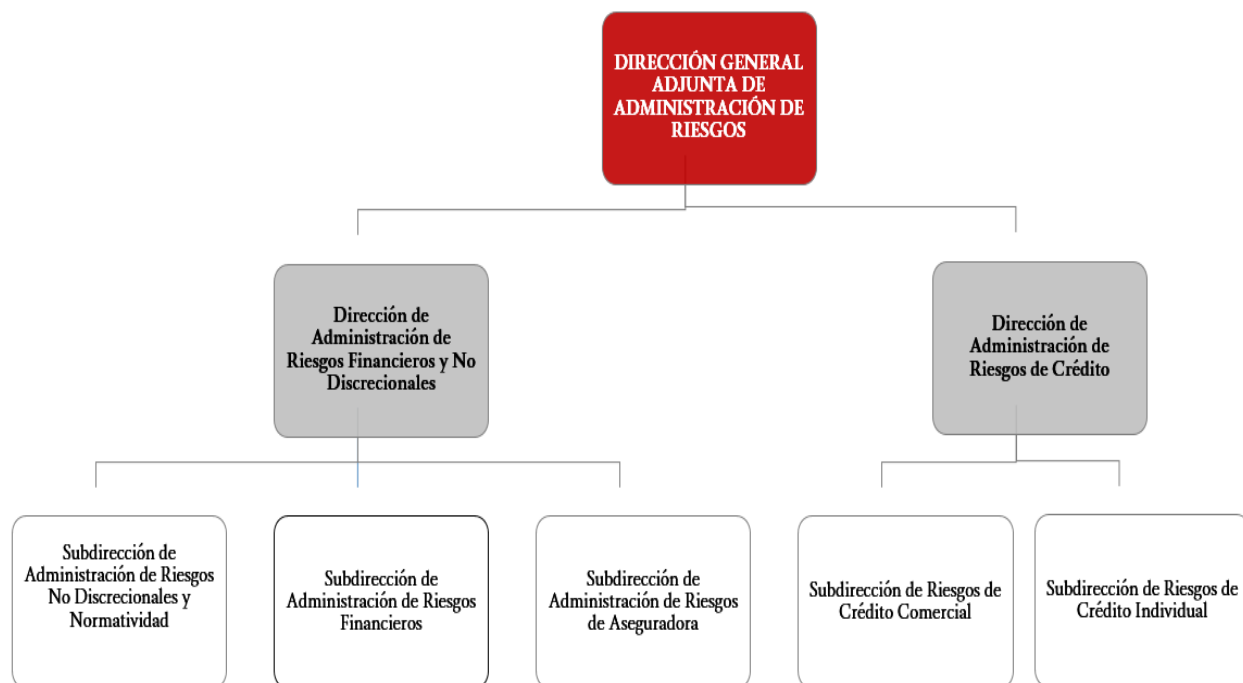 DIRECCIÓN GENERAL
ADJUNTA DE
ADMINISTRACIÓN DE
RIESGOS
Dirección de
Administración de
Riesgos Financieros y No
Discrecionales
Dirección de
Administración de
Riesgos de Crédito
Subdirección de
Administración de Riesgos
No Discrecionales y
Normatividad
Subdirección de
Administración de Riesgos
Financieros
Subdirección de
Administración de Riesgos
de Aseguradora
Subdirección de Riesgos de
Crédito Comercial
Subdirección de Riesgos de
Crédito Individual